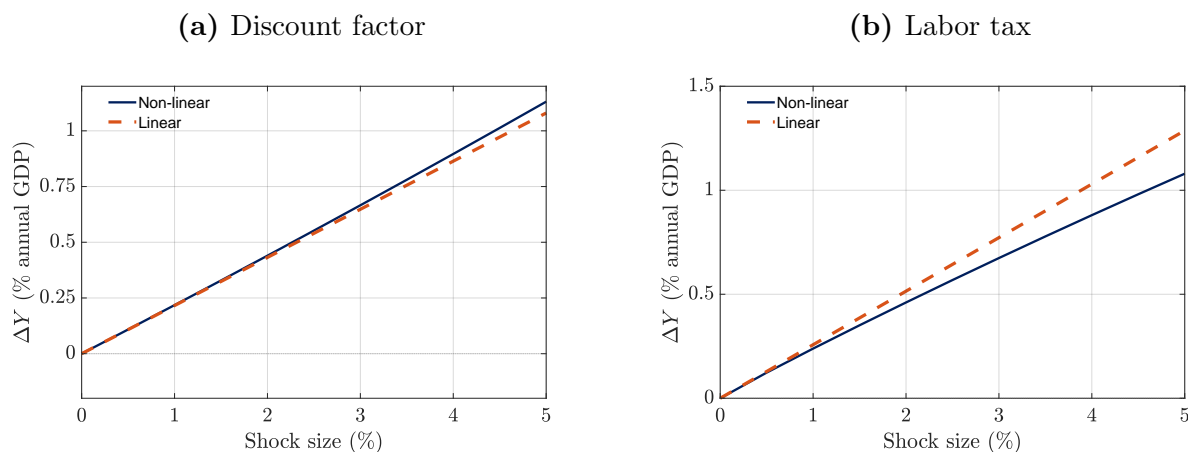 (a) Discount factor
Non-linear
Linear
1
0.75
0.5
0.25
0
ΔY (% annual GDP)
0 1 2 3 4 5
Shock size (%)
(b) Labor tax
1.5
Non-linear
Linear
1
0.5
0
ΔY (% annual GDP)
0 1 2 3 4 5
Shock size (%)